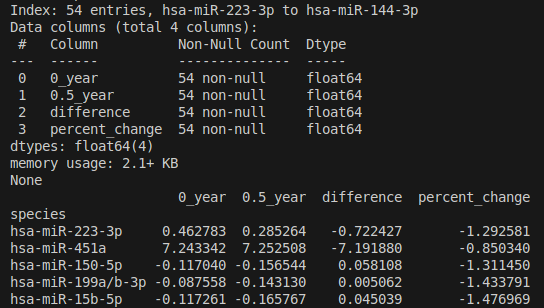 Index: 54 entries, hsa-miR-223-3p to hsa-miR-144-3p
Data columns (total 4 columns):
 #   Column          Non-Null Count  Dtype
---  ------          --------------  -----
 0   0_year          54 non-null     float64
 1   0.5_year        54 non-null     float64
 2   difference      54 non-null     float64
 3   percent_change  54 non-null     float64
dtypes: float64(4)
memory usage: 2.1+ KB
None
                     0_year  0.5_year  difference  percent_change
species
hsa-miR-223-3p     0.462783  0.285264   -0.722427       -1.292581
hsa-miR-451a       7.243342  7.252508   -7.191880       -0.850340
hsa-miR-150-5p    -0.117040 -0.156544    0.058108       -1.311450
hsa-miR-199a/b-3p -0.087558 -0.143130    0.005062       -1.433791
hsa-miR-15b-5p    -0.117261 -0.165767    0.045039       -1.476969